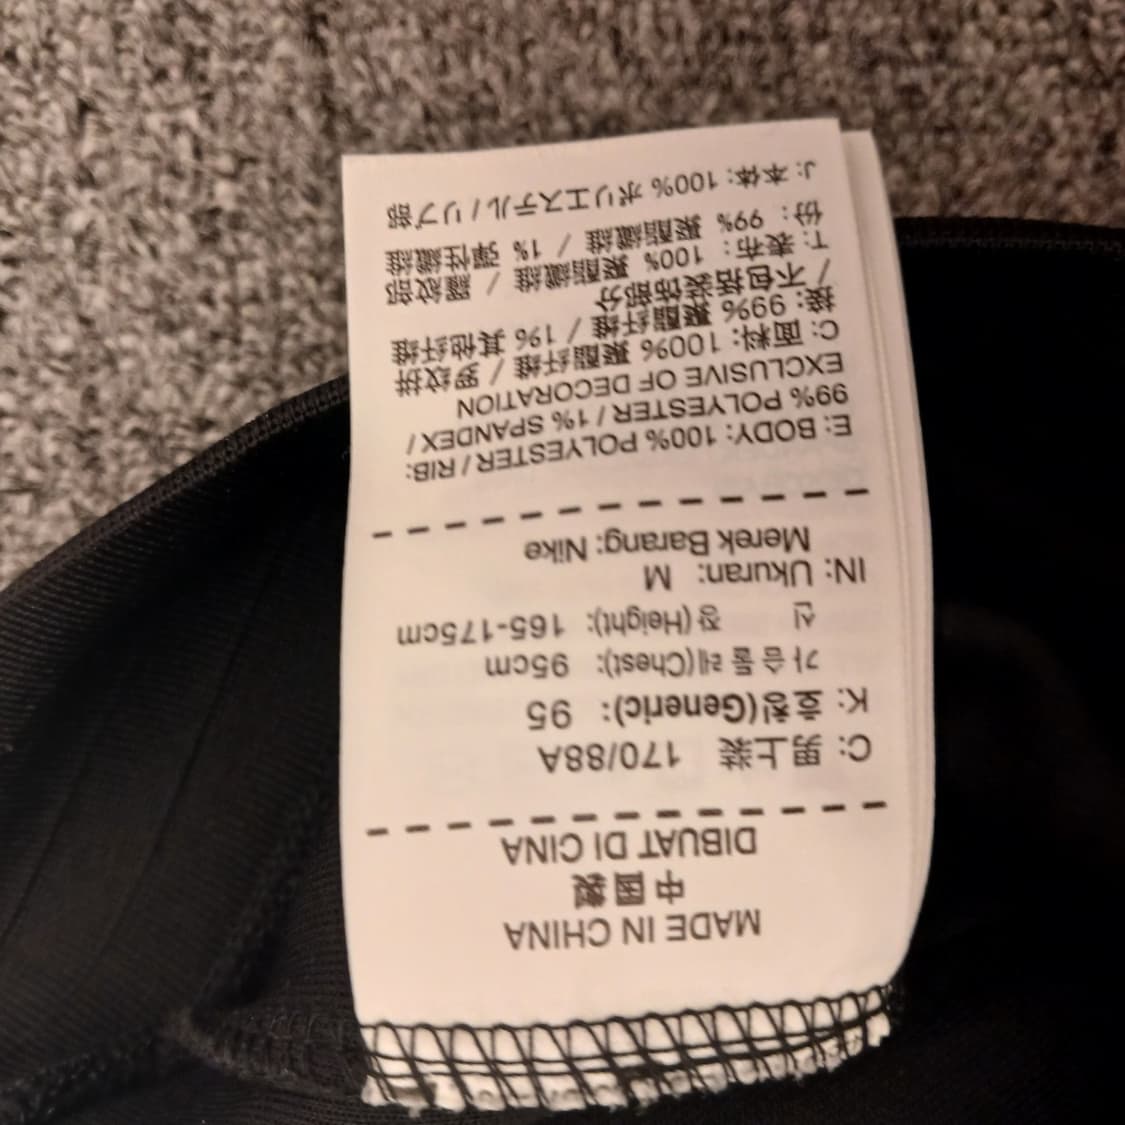 MADE IN CHINA
中国製
DIBUAT DI CINA
C: 男上装 170/88A
K: 호칭(Generic): 95
가슴둘레(Chest): 95cm
신 장(Height): 165-175cm
IN: Ukuran: M
Merek Barang: Nike
E: BODY: 100% POLYESTER / RIB:
99% POLYESTER / 1% SPANDEX /
EXCLUSIVE OF DECORATION
C: 面料: 100% 聚酯纤维 / 罗纹拼
接: 99% 聚酯纤维 / 1% 其他纤维
/ 不包括装饰部分
T: 表布: 100% 聚酯纖維 / 羅紋部
份: 99% 聚酯纖維 / 1% 彈性纖維
J: 本体: 100% ポリエステル / リブ部